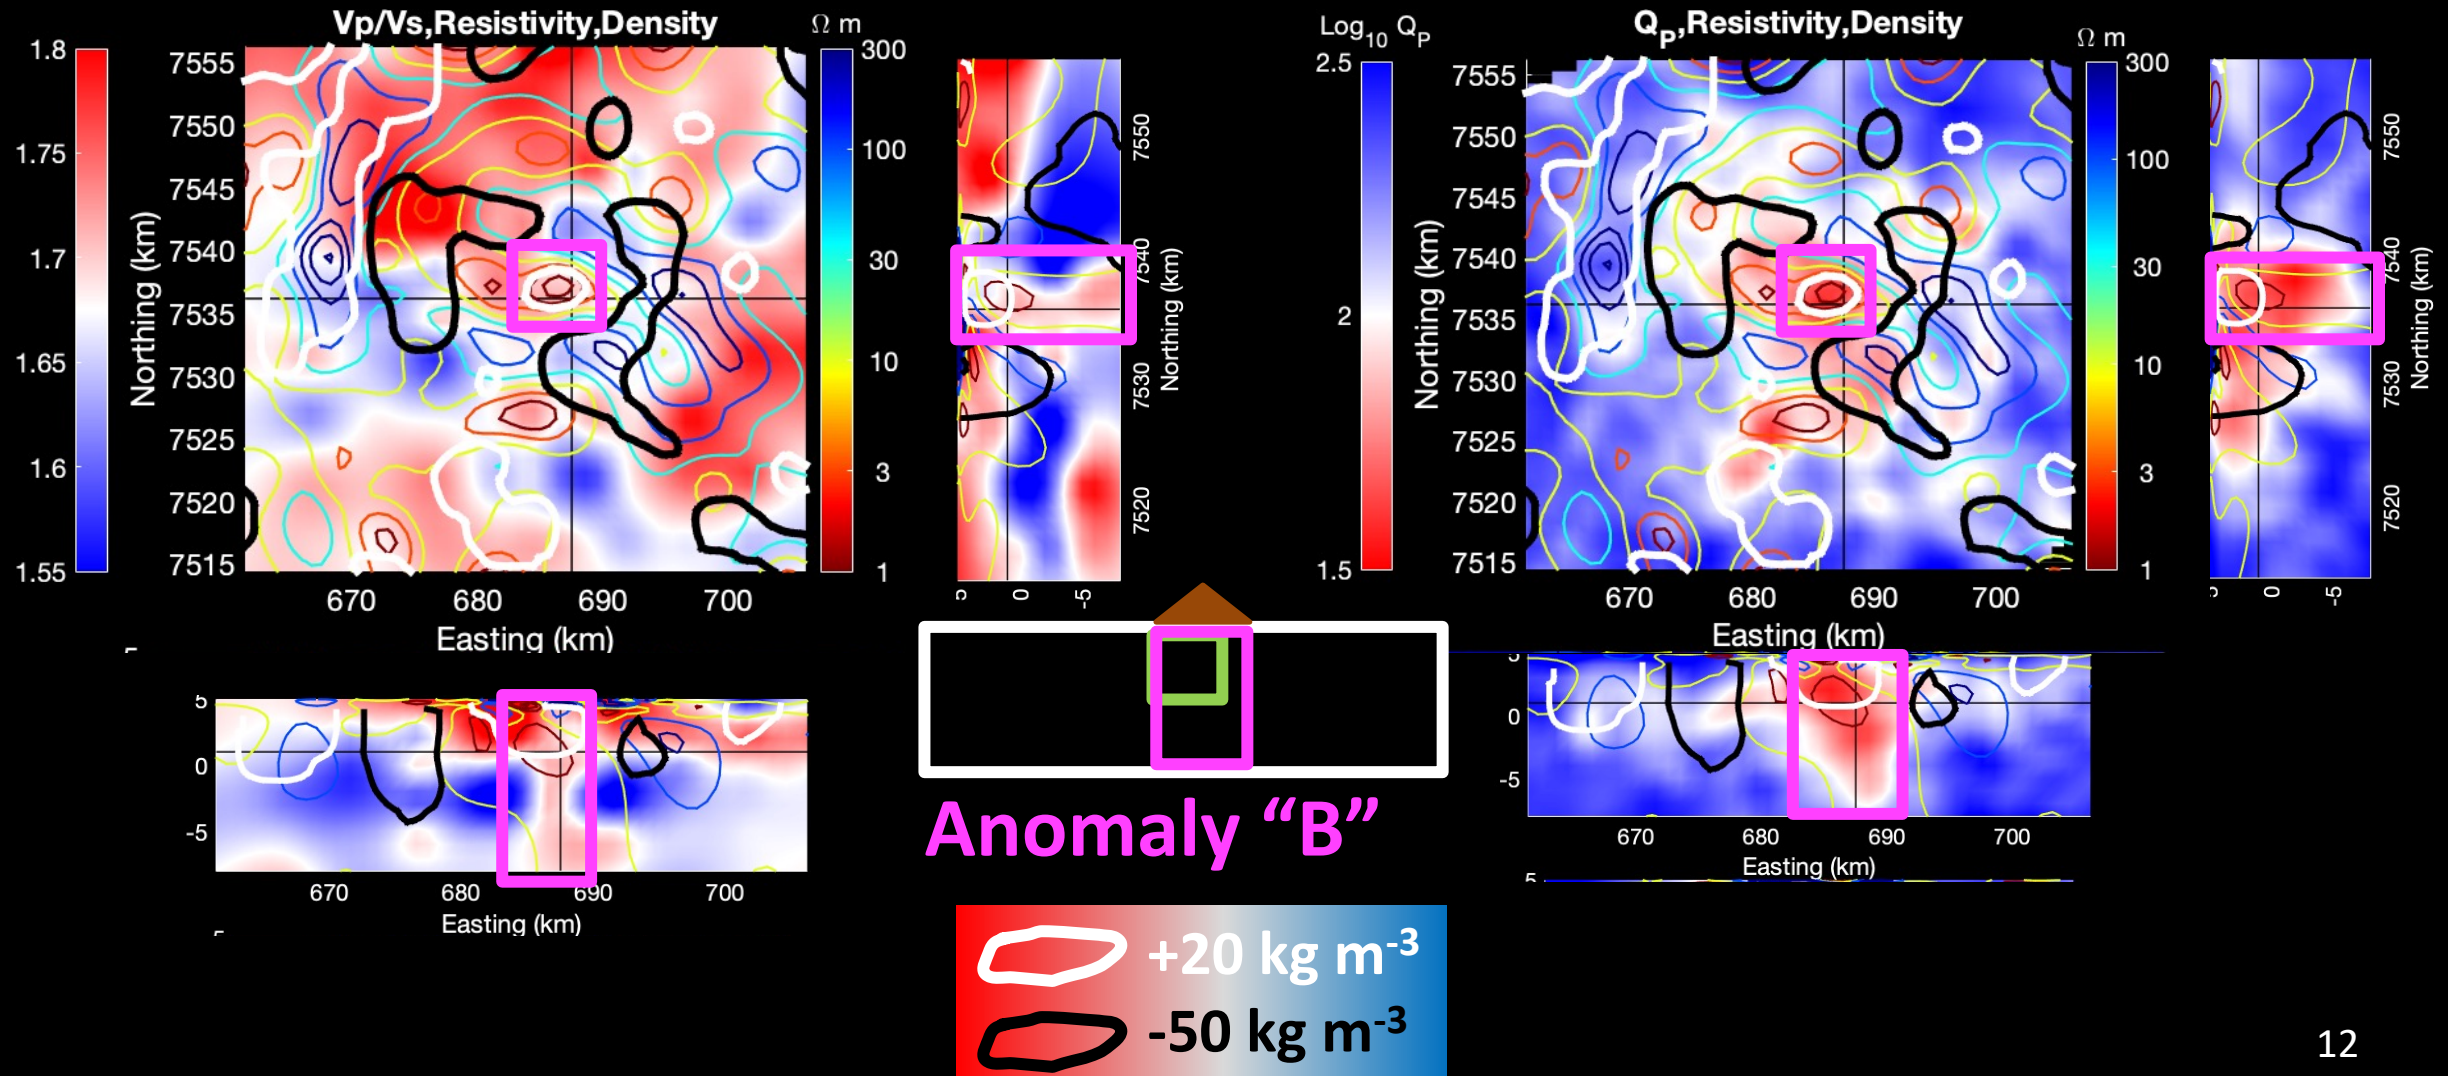 Vp/Vs,Resistivity,Density
Ω m
1.8
1.75
1.7
1.65
1.6
1.55
Northing (km)
7555
7550
7545
7540
7535
7530
7525
7520
7515
670 680 690 700
Easting (km)
300
100
30
10
3
1
7550
7540
7530
7520
Northing (km)
5 0 -5
Log10 QP
2.5
2
1.5
QP,Resistivity,Density
Ω m
Northing (km)
7555
7550
7545
7540
7535
7530
7525
7520
7515
670 680 690 700
Easting (km)
300
100
30
10
3
1
7550
7540
7530
7520
Northing (km)
0 -5
5
0
-5
670 680 690 700
Easting (km)
5
0
-5
670 680 690 700
Easting (km)
5
Anomaly “B”
+20 kg m-3
-50 kg m-3
12